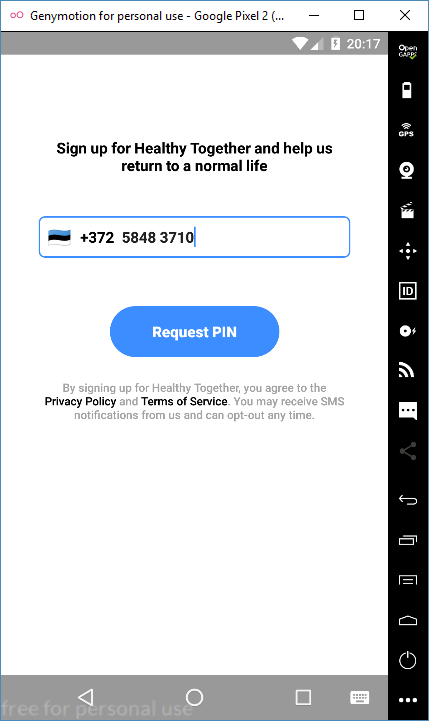 Genymotion for personal use - Google Pixel 2 (...
20:17
Open
GAPPS
Sign up for Healthy Together and help us
return to a normal life
GPS
+372 5848 3710
ID
Request PIN
By signing up for Healthy Together, you agree to the
Privacy Policy and Terms of Service. You may receive SMS
notifications from us and can opt-out any time.
free for personal use